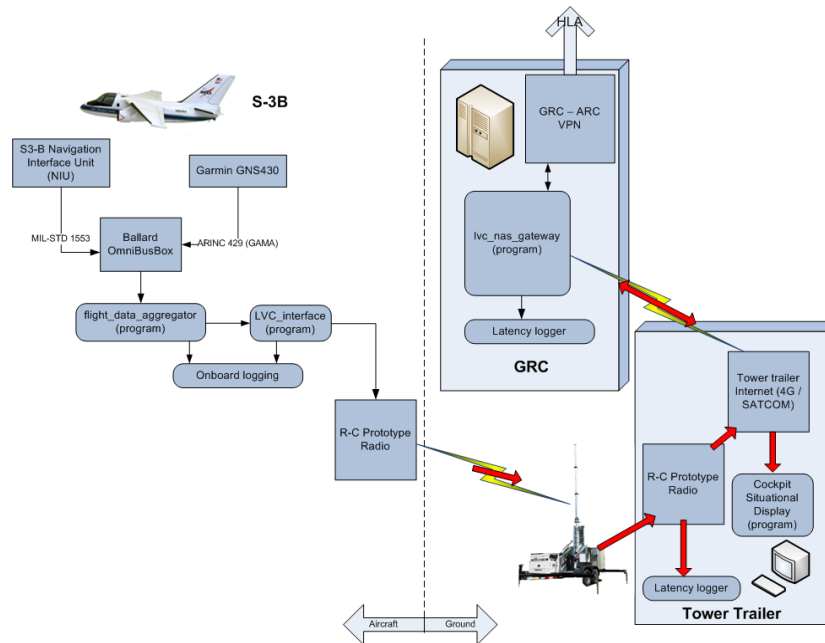 HLA
S-3B
GRC – ARC
VPN
S3-B Navigation
Interface Unit
(NIU)
Garmin GNS430
MIL-STD 1553
Ballard
OmniBusBox
ARINC 429 (GAMA)
lvc_nas_gateway
(program)
flight_data_aggregator
(program)
LVC_interface
(program)
Latency logger
GRC
Onboard logging
Tower trailer
Internet (4G /
SATCOM)
R-C Prototype
Radio
R-C Prototype
Radio
Cockpit
Situational
Display
(program)
Latency logger
Tower Trailer
Aircraft
Ground